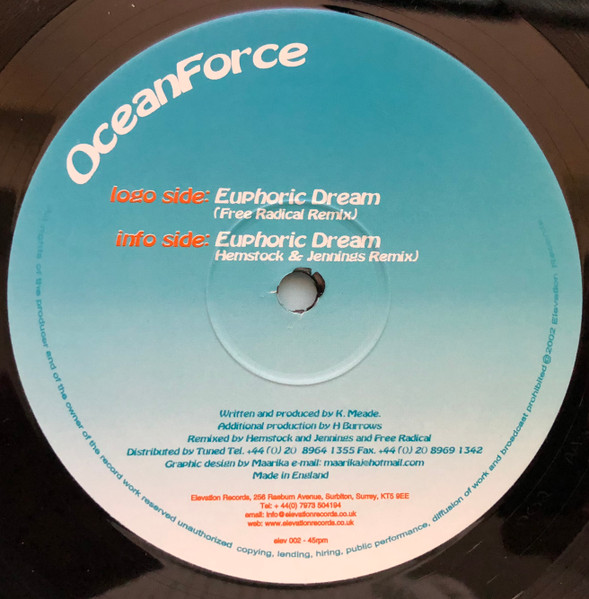 OceanForce
logo side: Euphoric Dream
(Free Radical Remix)
info side: Euphoric Dream
Hemstock & Jennings Remix)
Written and produced by K. Meade.
Additional production by H Burrows
Remixed by Hemstock and Jennings and Free Radical
Distributed by Tuned Tel. +44 (0) 20 8964 1355 Fax. +44 (0) 20 8969 1342
Graphic design by Maarika e-mail: maarika@hotmail.com
Made in England
Elevation Records, 256 Raeburn Avenue, Surbiton, Surrey, KT5 9EE
Tel: + 44(0) 7973 504194
email: info@elevationrecords.co.uk
web: www.elevationrecords.co.uk
elev 002 - 45rpm
rights of the producer and of the owner of the record work reserved unauthorized copying, lending, hiring, public performance, diffusion of work and broadcast prohibited © 2002 Elevation Records